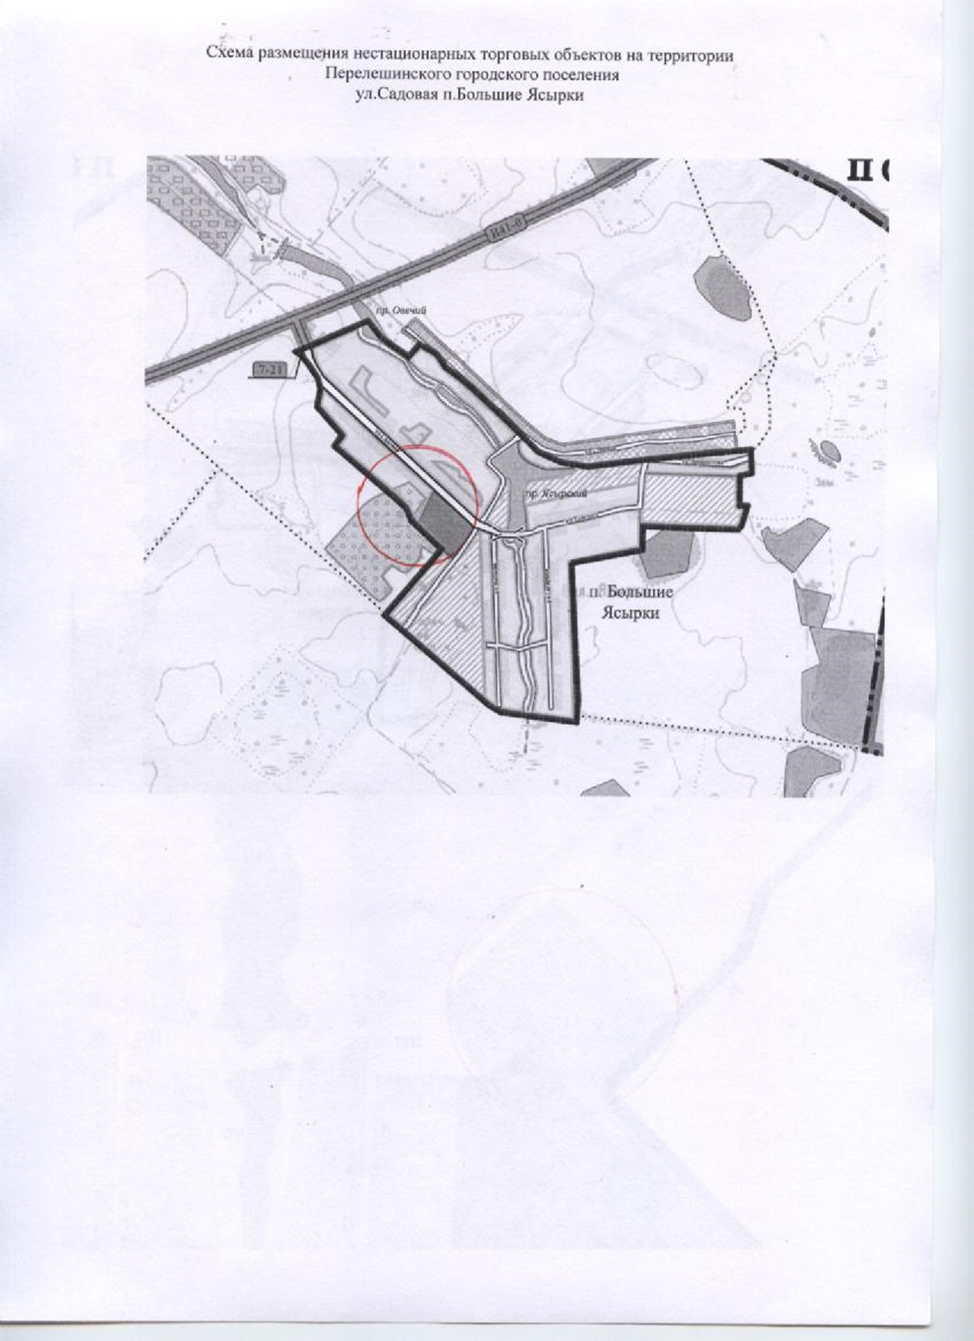 Схема размещения нестационарных торговых объектов на территории
Перелешинского городского поселения
ул.Садовая п.Большие Ясырки
П
пр. Овечий
7-21
пр. Ясырский
п. Большие
Ясырки